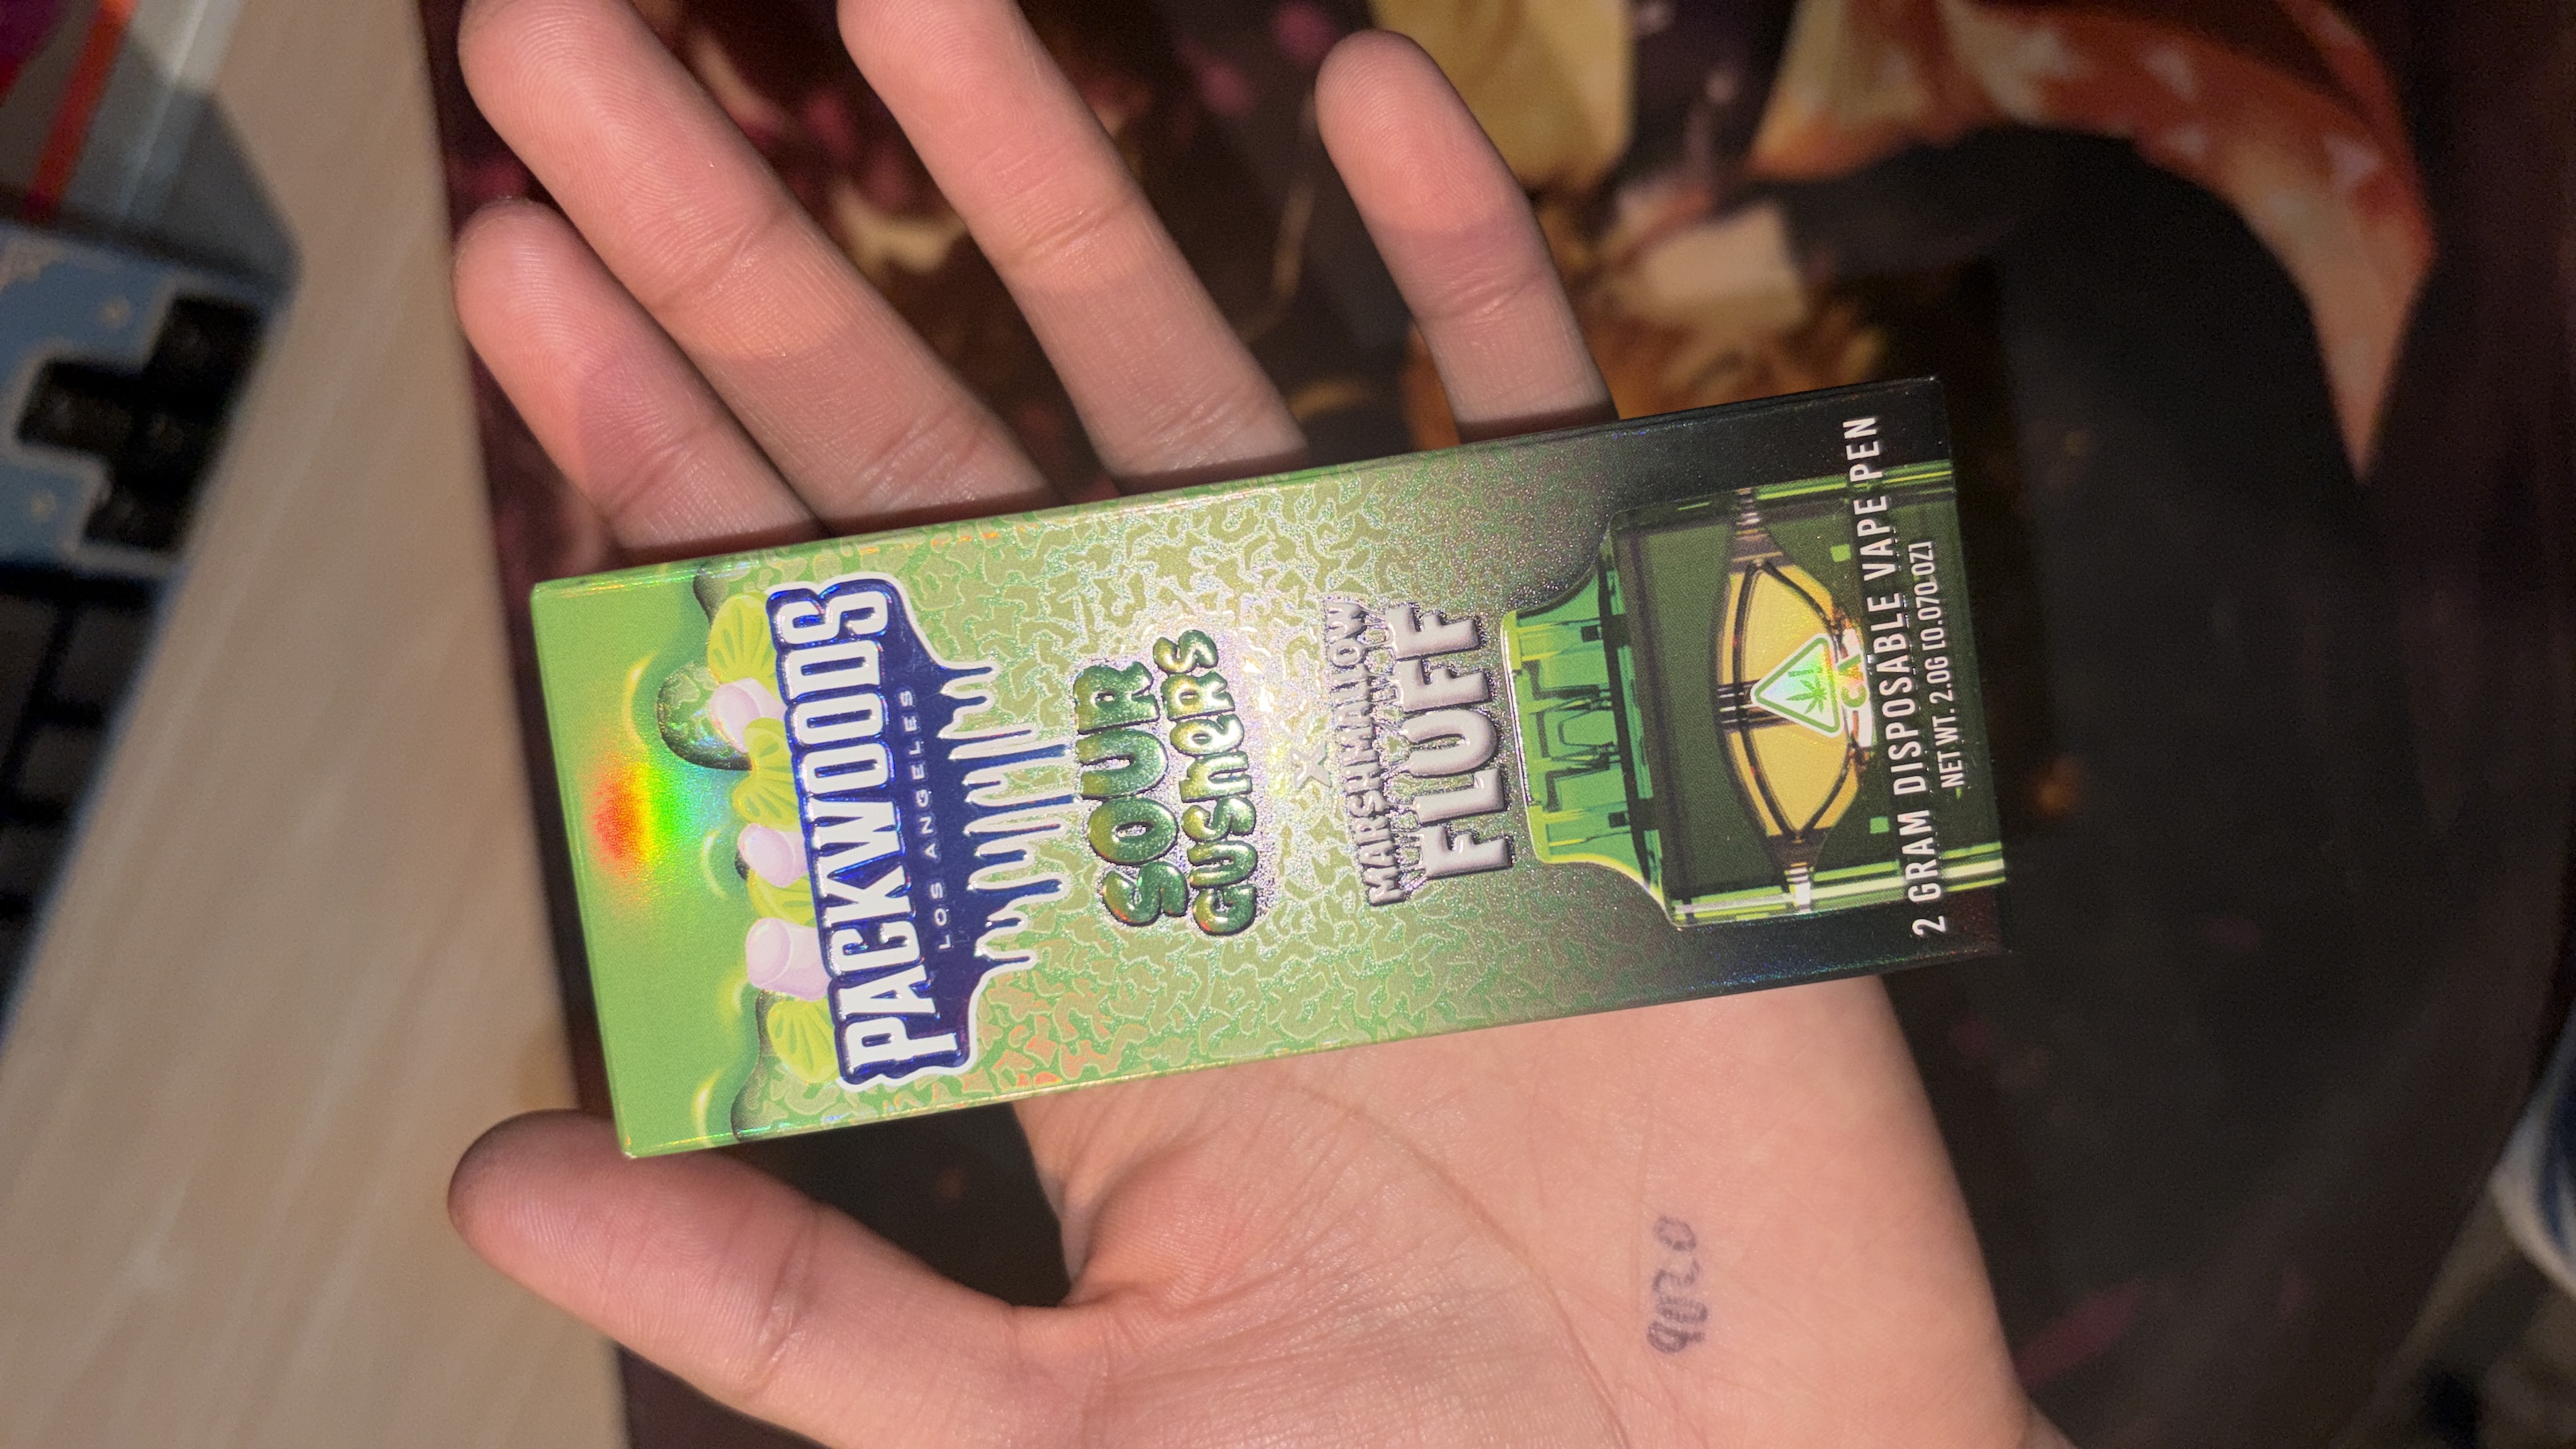 PACKWOODS
LOS ANGELES
SOUR
GUSHERS
X
MARSHMALLOW
FLUFF
CA
2 GRAM DISPOSABLE VAPE PEN
NET WT. 2.0G [0.070 OZ]